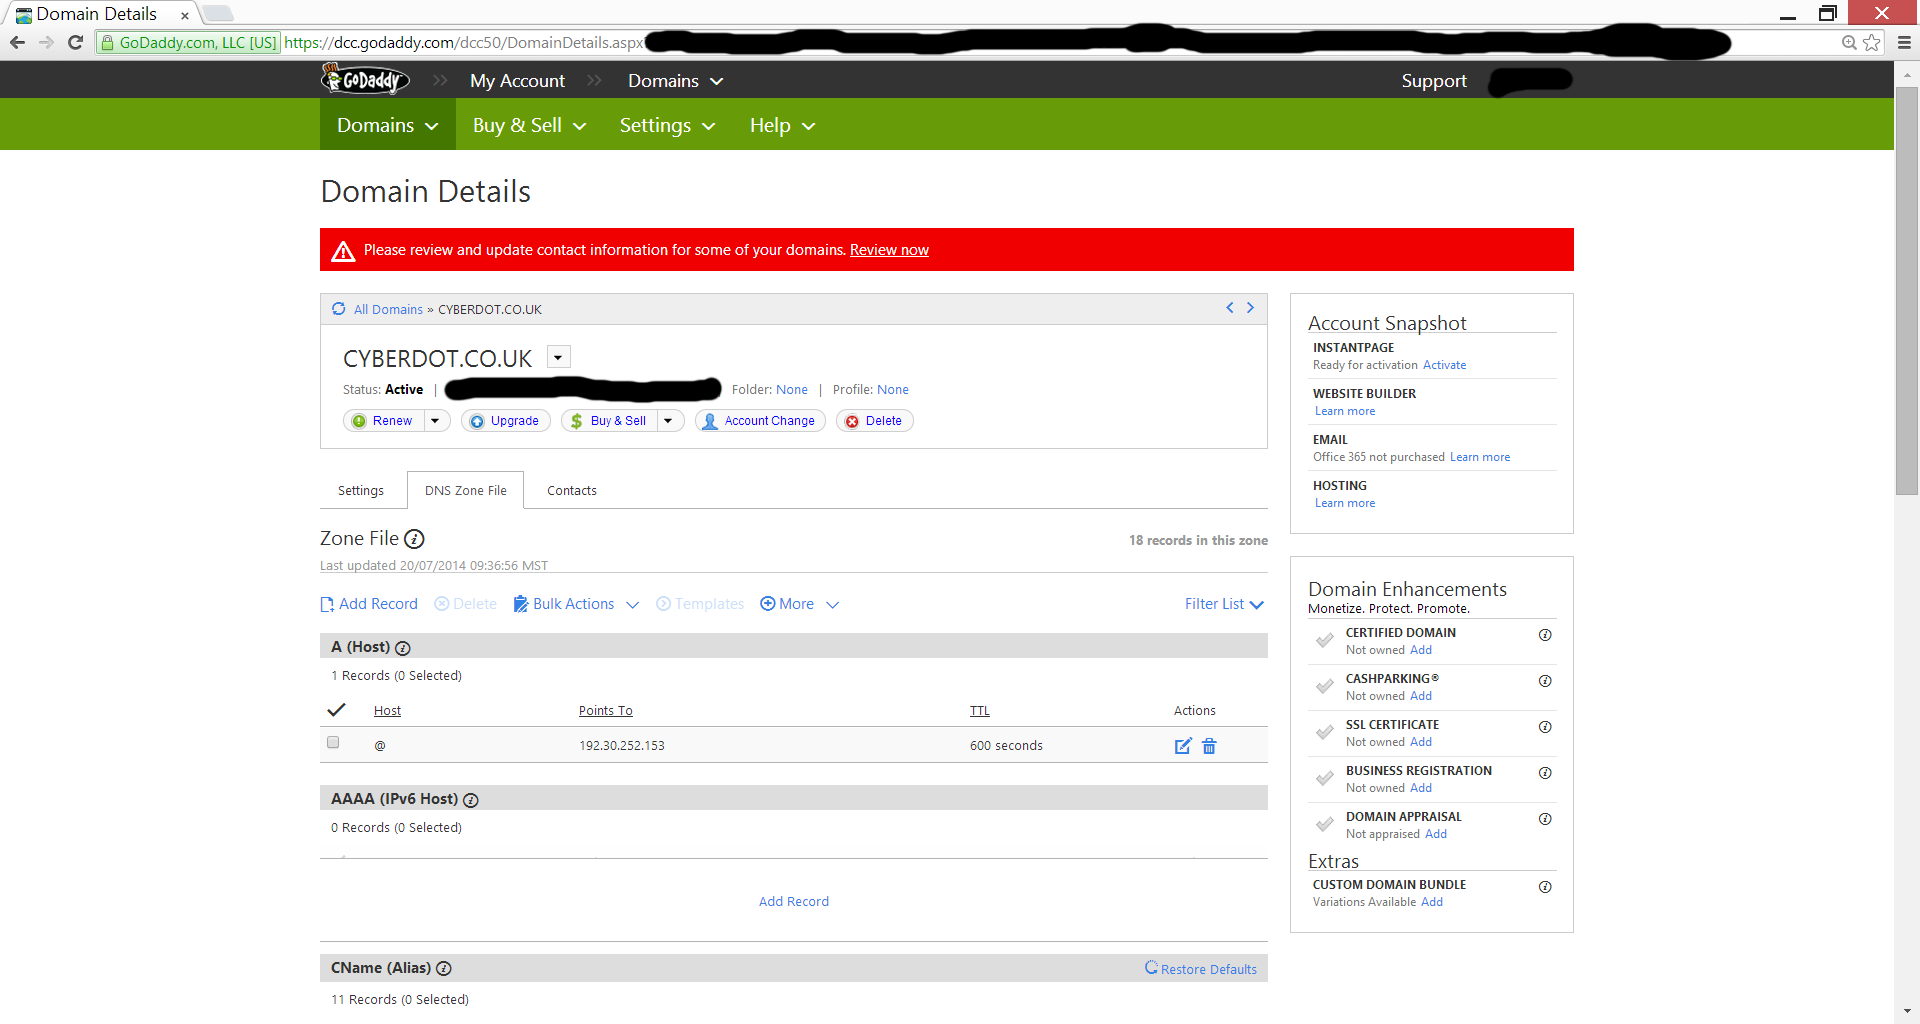 Domain Details
GoDaddy.com, LLC [US] https://dcc.godaddy.com/dcc50/DomainDetails.aspx
GoDaddy My Account Domains Support
Domains Buy & Sell Settings Help
Domain Details
Please review and update contact information for some of your domains. Review now
All Domains » CYBERDOT.CO.UK
CYBERDOT.CO.UK
Status: Active | Folder: None | Profile: None
Renew Upgrade Buy & Sell Account Change Delete
Settings DNS Zone File Contacts
Zone File 18 records in this zone
Last updated 20/07/2014 09:36:56 MST
Add Record Delete Bulk Actions Templates More Filter List
A (Host)
1 Records (0 Selected)
Host Points To TTL Actions
@ 192.30.252.153 600 seconds
AAAA (IPv6 Host)
0 Records (0 Selected)
Add Record
CName (Alias) Restore Defaults
11 Records (0 Selected)
Account Snapshot
INSTANTPAGE
Ready for activation Activate
WEBSITE BUILDER
Learn more
EMAIL
Office 365 not purchased Learn more
HOSTING
Learn more
Domain Enhancements
Monetize. Protect. Promote.
CERTIFIED DOMAIN
Not owned Add
CASHPARKING®
Not owned Add
SSL CERTIFICATE
Not owned Add
BUSINESS REGISTRATION
Not owned Add
DOMAIN APPRAISAL
Not appraised Add
Extras
CUSTOM DOMAIN BUNDLE
Variations Available Add